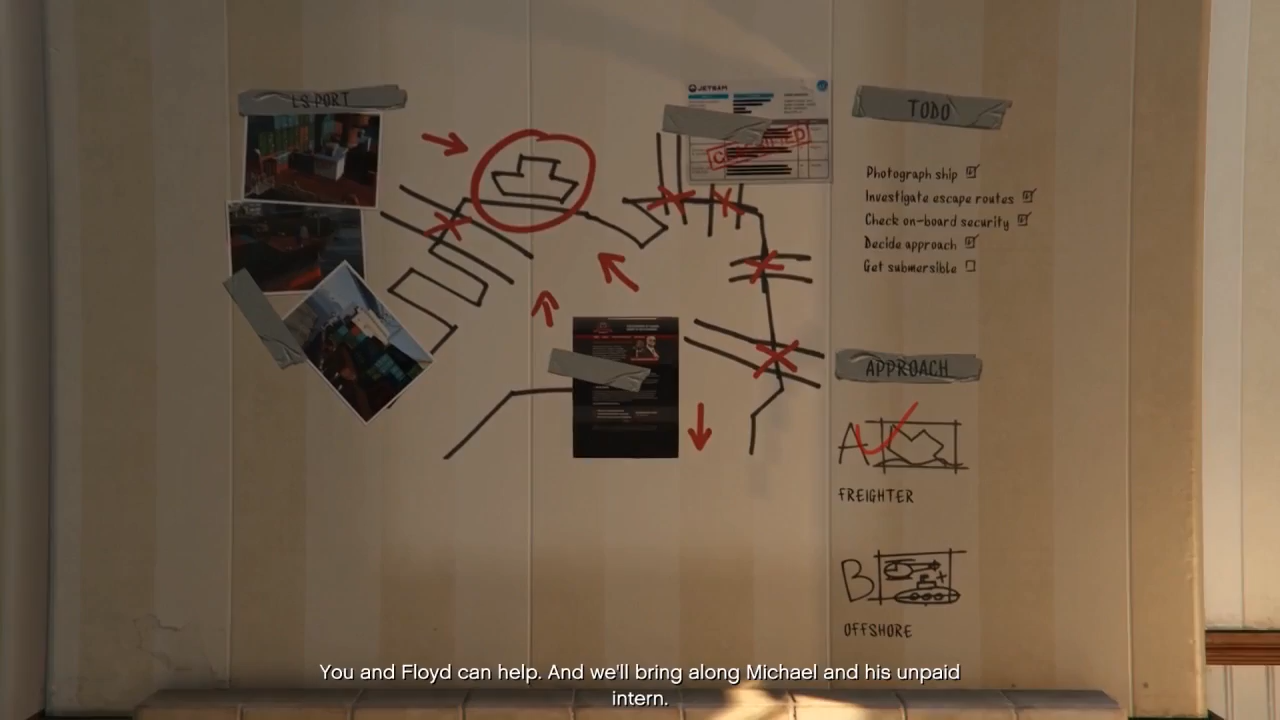 LS PORT
JETSAM
TODO
Photograph ship
Investigate escape routes
Check on-board security
Decide approach
Get submersible
APPROACH
A
FREIGHTER
B
OFFSHORE
You and Floyd can help. And we'll bring along Michael and his unpaid
intern.